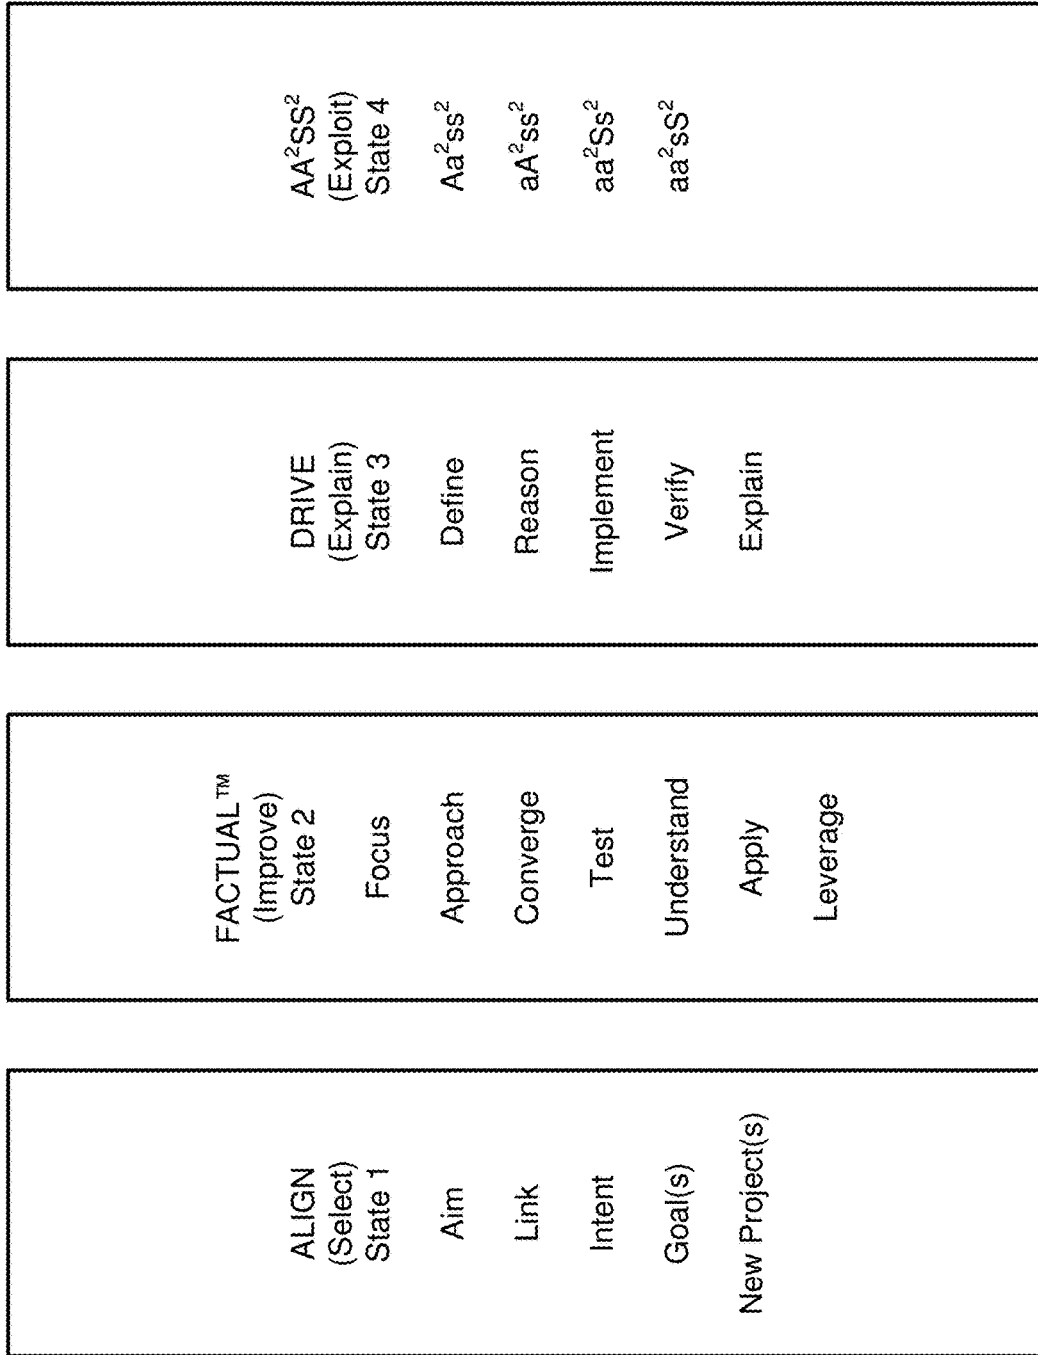 ALIGN
(Select)
State 1
Aim
Link
Intent
Goal(s)
New Project(s)
FACTUAL™
(Improve)
State 2
Focus
Approach
Converge
Test
Understand
Apply
Leverage
DRIVE
(Explain)
State 3
Define
Reason
Implement
Verify
Explain
AA²SS²
(Exploit)
State 4
Aa²ss²
aA²ss²
aa²Ss²
aa²sS²